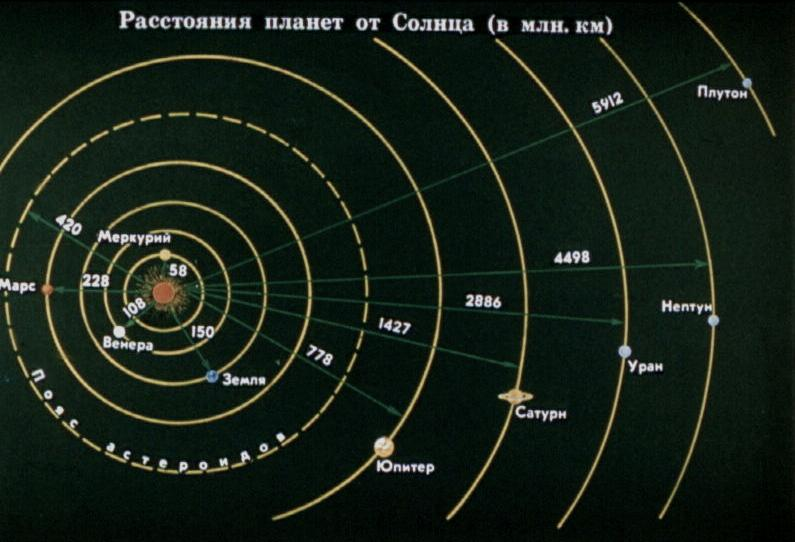 Расстояния планет от Солнца (в млн. км)
Плутон
5912
420
Меркурий
58
4498
Марс
228
2886
108
150
1427
Нептун
Венера
778
Уран
Земля
Пояс астероидов
Сатурн
Юпитер